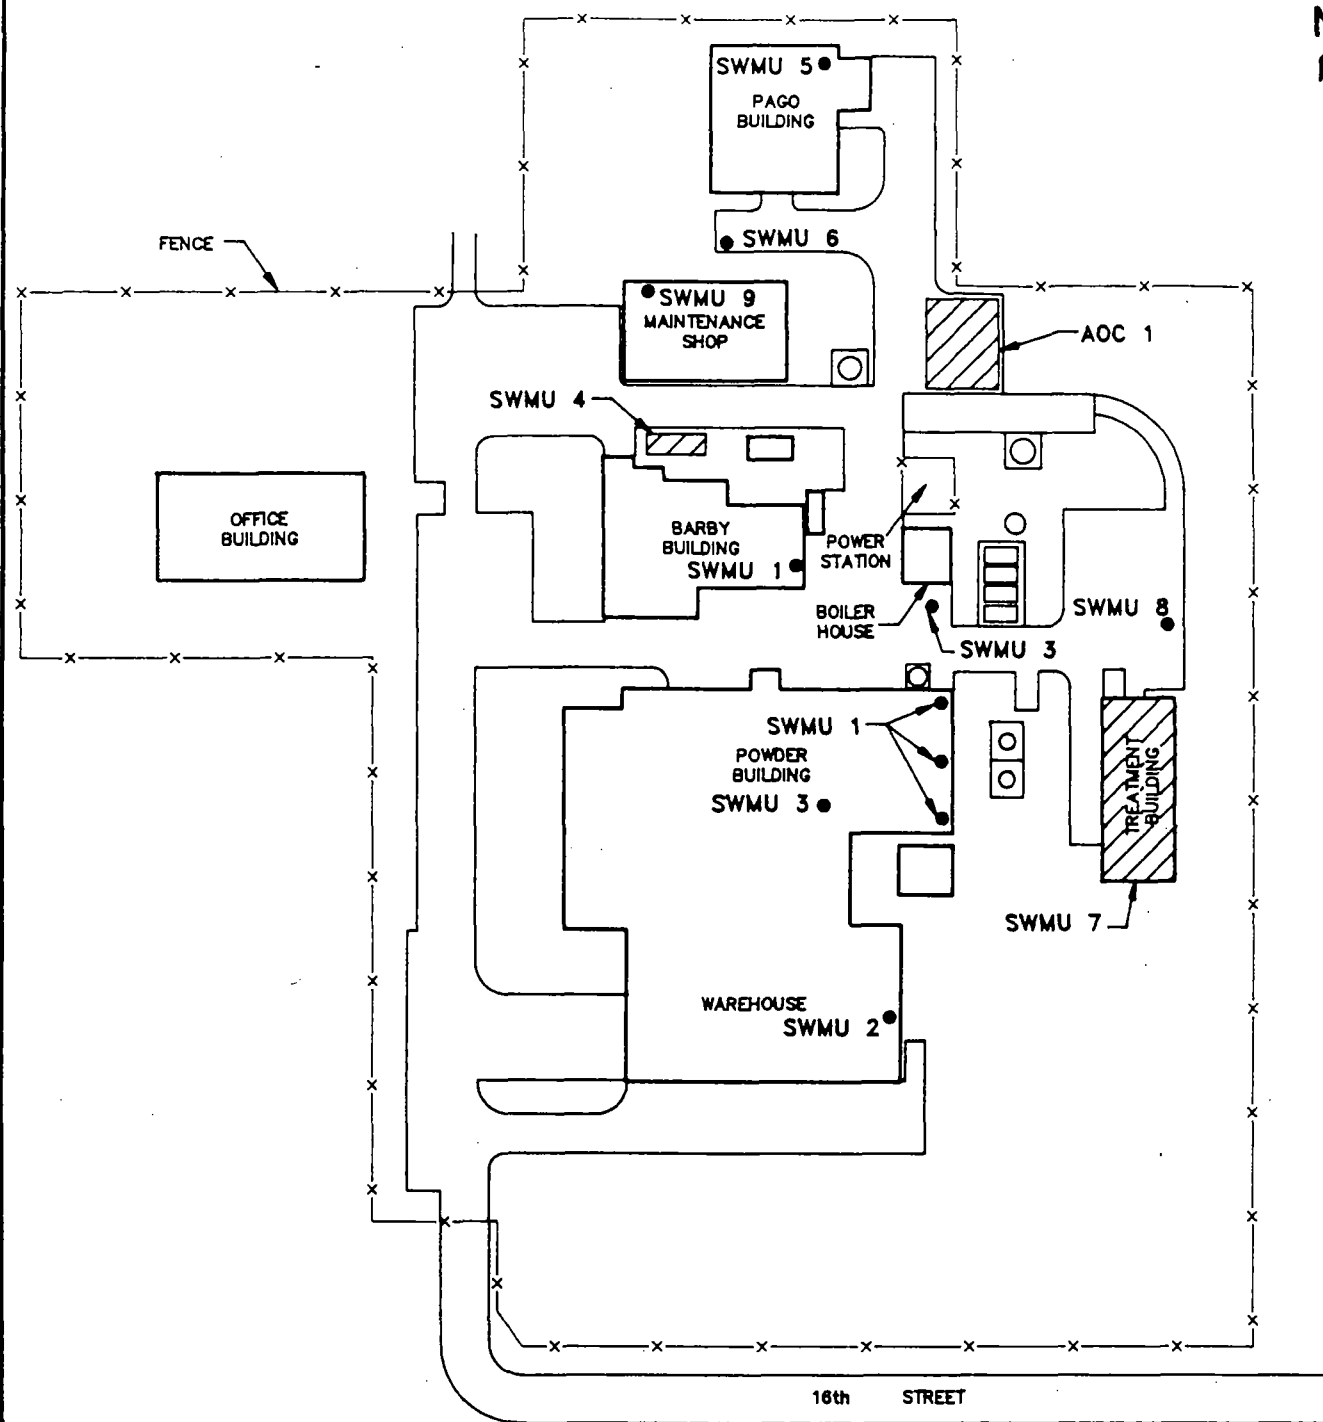 SWMU 5
PAGO
BUILDING
FENCE
SWMU 6
SWMU 9
MAINTENANCE
SHOP
AOC 1
SWMU 4
OFFICE
BUILDING
BARBY
BUILDING
SWMU 1
POWER
STATION
BOILER
HOUSE
SWMU 8
SWMU 3
SWMU 1
POWDER
BUILDING
SWMU 3
TREATMENT
BUILDING
SWMU 7
WAREHOUSE
SWMU 2
16th STREET